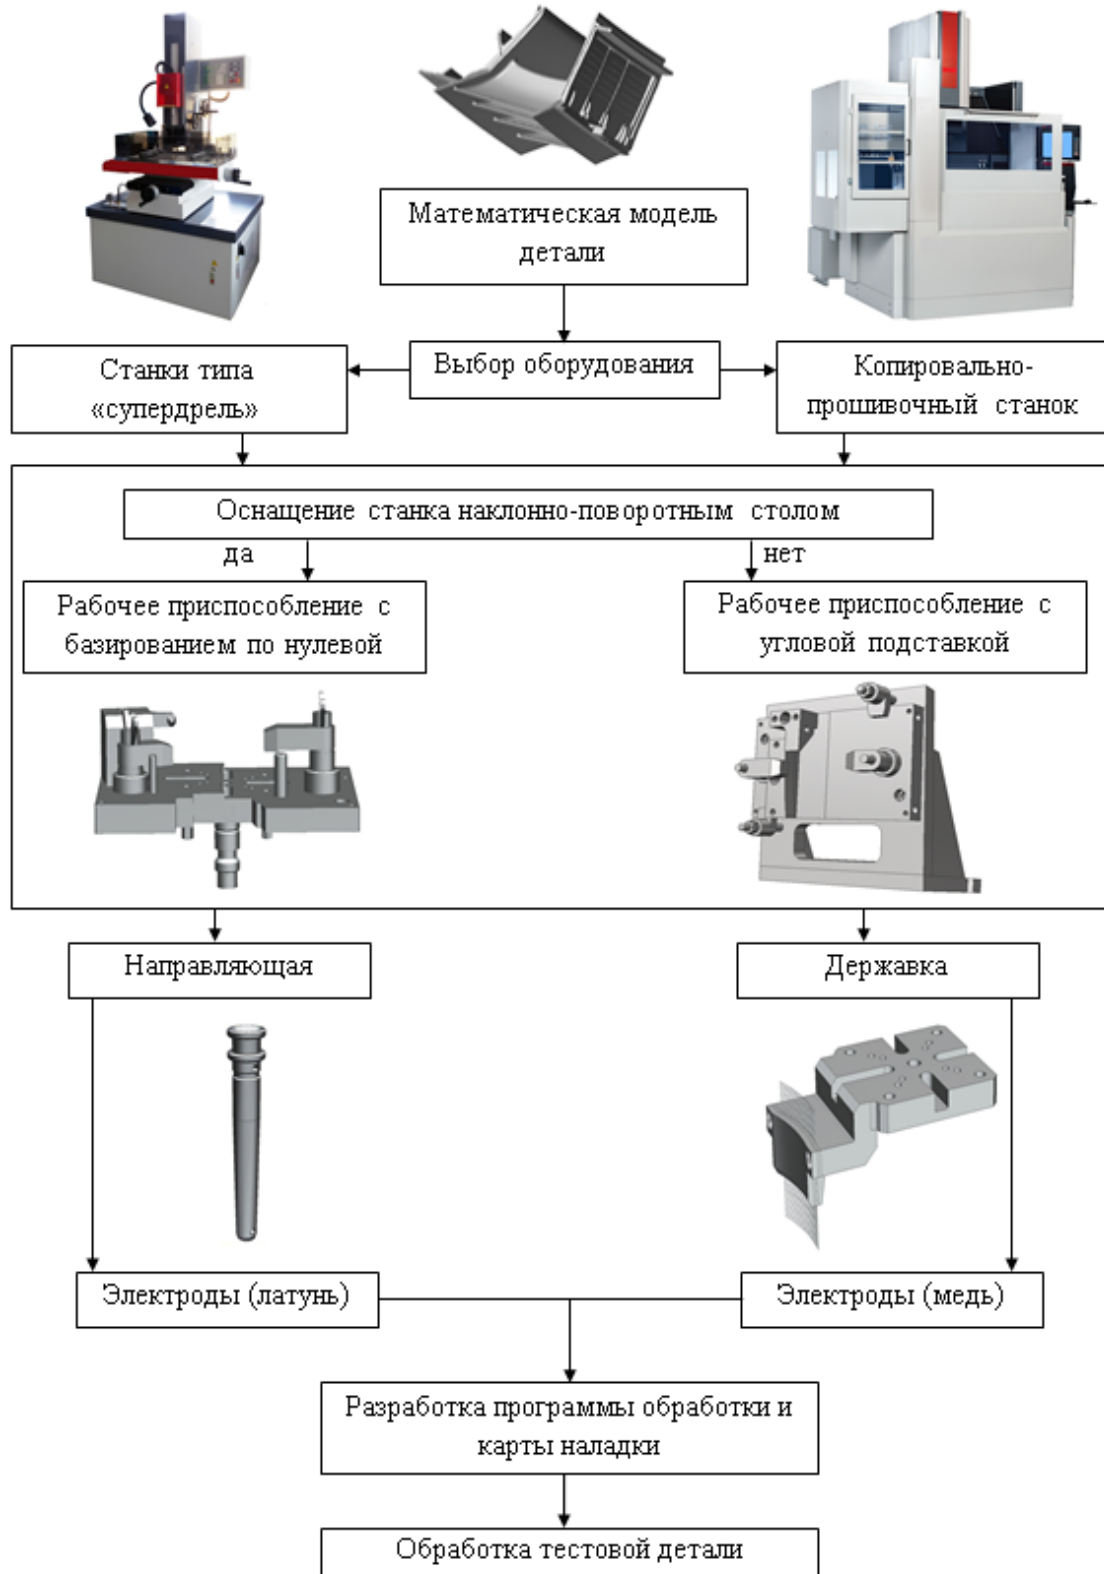 Математическая модель
детали
Выбор оборудования
Станки типа
«супердрель»
Копировально-
прошивочный станок
Оснащение станка наклонно-поворотным столом
да
нет
Рабочее приспособление с
базированием по нулевой
Рабочее приспособление с
угловой подставкой
Направляющая
Державка
Электроды (латунь)
Электроды (медь)
Разработка программы обработки и
карты наладки
Обработка тестовой детали